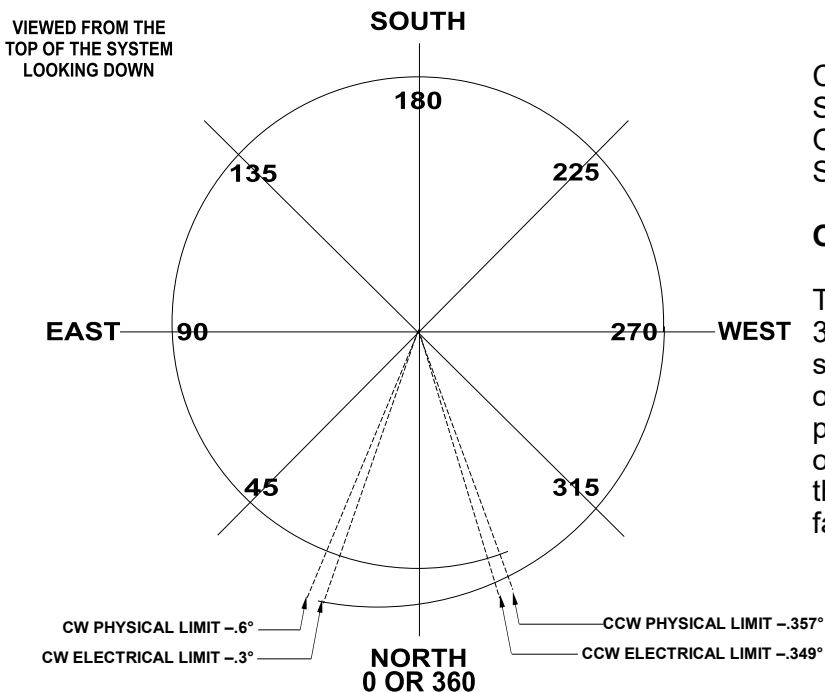 VIEWED FROM THE
TOP OF THE SYSTEM
LOOKING DOWN
SOUTH
180
135
225
EAST
90
270
WEST
45
315
CW PHYSICAL LIMIT –.6°
CW ELECTRICAL LIMIT –.3°
CCW PHYSICAL LIMIT –.357°
CCW ELECTRICAL LIMIT –.349°
NORTH
0 OR 360